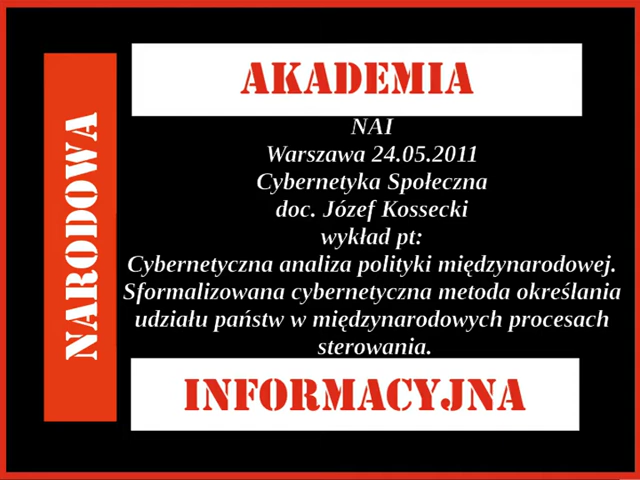 NARODOWA
AKADEMIA
NAI
Warszawa 24.05.2011
Cybernetyka Społeczna
doc. Józef Kossecki
wykład pt:
Cybernetyczna analiza polityki międzynarodowej.
Sformalizowana cybernetyczna metoda określania
udziału państw w międzynarodowych procesach
sterowania.
INFORMACYJNA